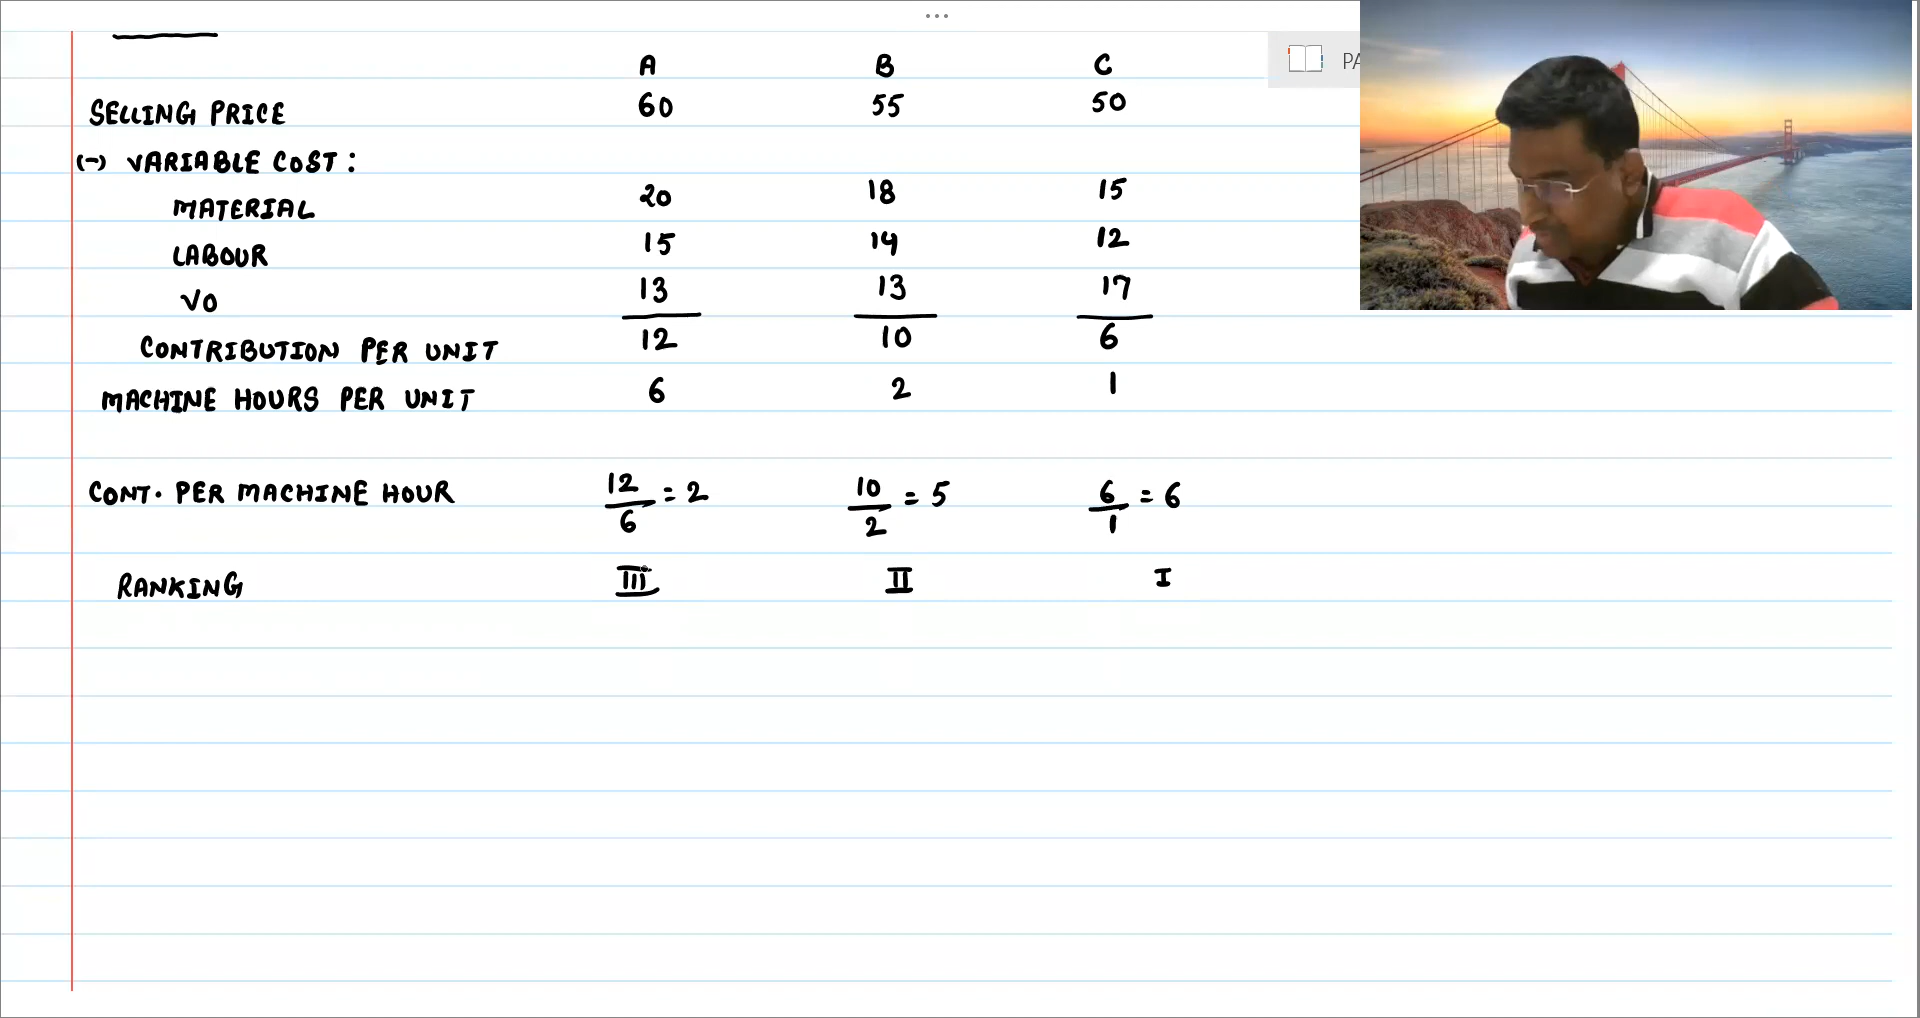 A B C
PA
SELLING PRICE 60 55 50
(-) VARIABLE COST :
MATERIAL 20 18 15
LABOUR 15 14 12
VO 13 13 17
CONTRIBUTION PER UNIT 12 10 6
MACHINE HOURS PER UNIT 6 2 1
CONT. PER MACHINE HOUR 12/6 = 2 10/2 = 5 6/1 = 6
RANKING III II I